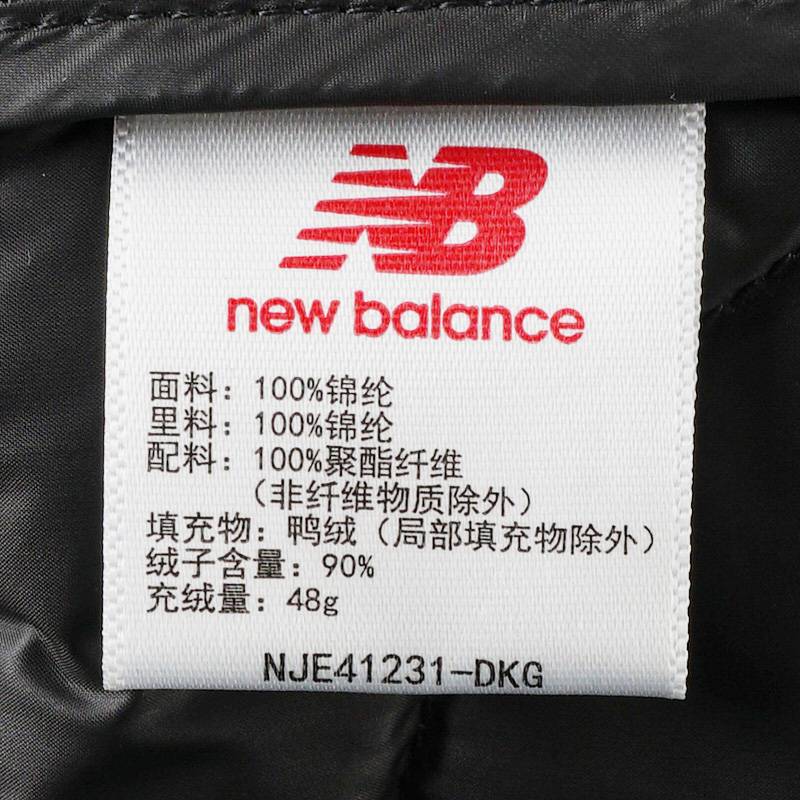 NB
new balance
面料：100%锦纶
里料：100%锦纶
配料：100%聚酯纤维
（非纤维物质除外）
填充物：鸭绒（局部填充物除外）
绒子含量：90%
充绒量：48g
NJE41231-DKG